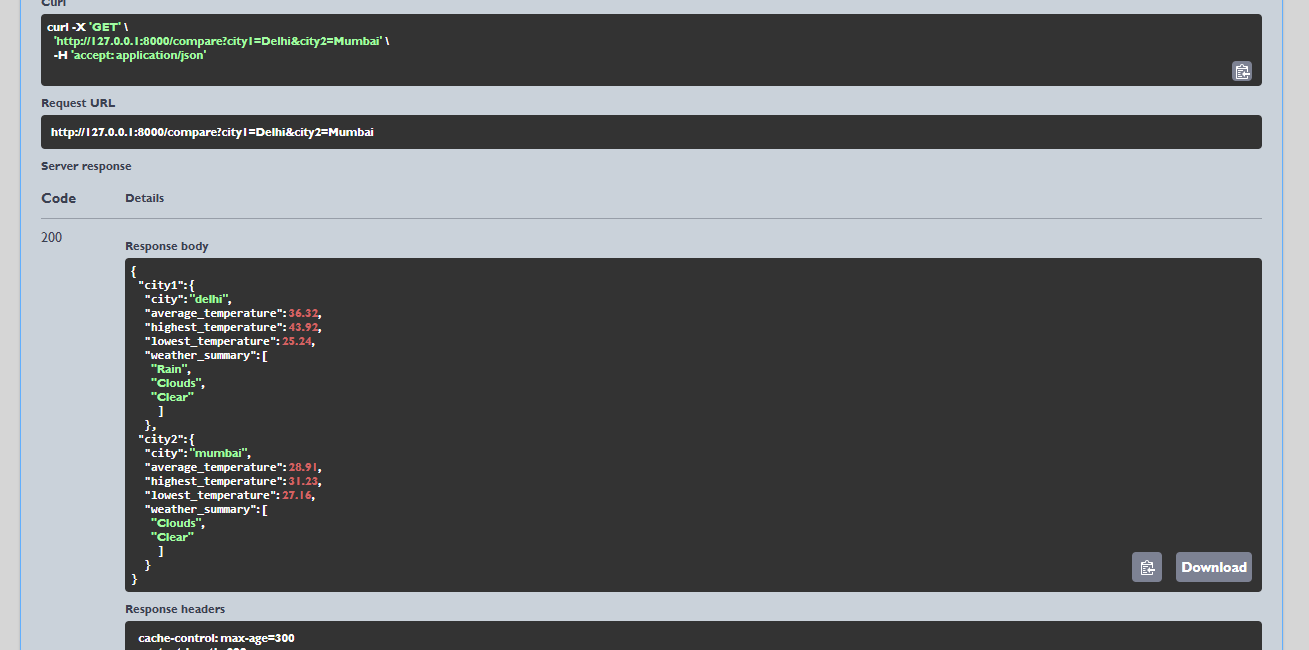 Curl
curl -X 'GET' \
'http://127.0.0.1:8000/compare?city1=Delhi&city2=Mumbai' \
-H 'accept: application/json'
Request URL
http://127.0.0.1:8000/compare?city1=Delhi&city2=Mumbai
Server response
Code Details
200
Response body
{
"city1":{
"city":"delhi",
"average_temperature":36.32,
"highest_temperature":43.92,
"lowest_temperature":25.24,
"weather_summary":[
"Rain",
"Clouds",
"Clear"
]
},
"city2":{
"city":"mumbai",
"average_temperature":28.91,
"highest_temperature":31.23,
"lowest_temperature":27.16,
"weather_summary":[
"Clouds",
"Clear"
]
}
}
Download
Response headers
cache-control: max-age=300